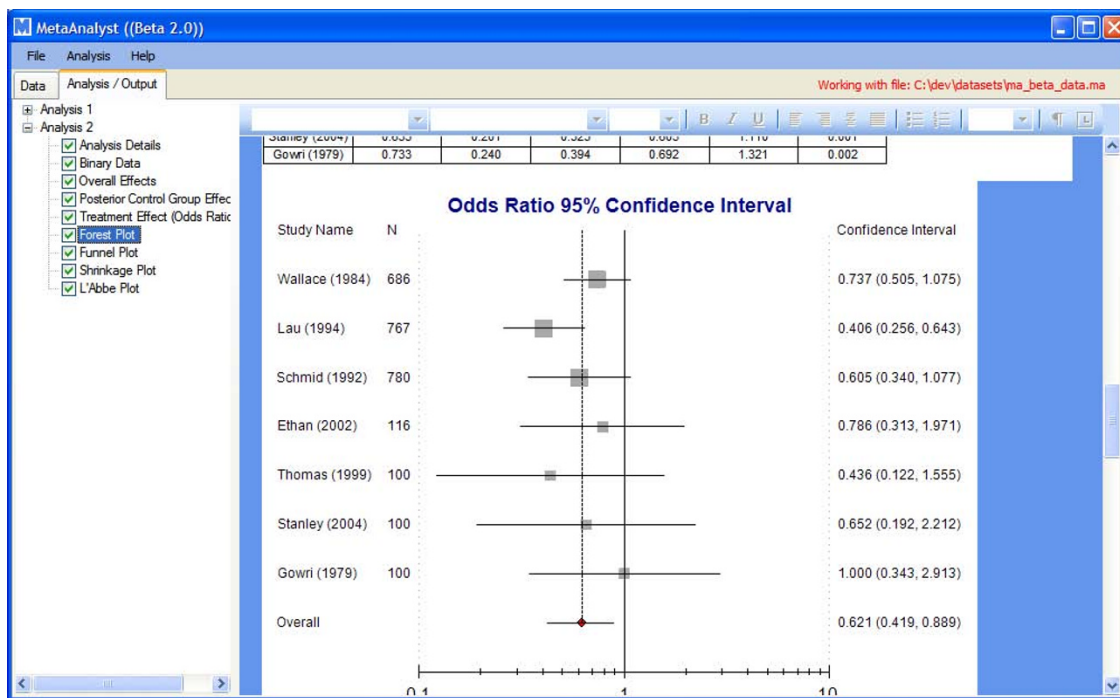 MetaAnalyst ((Beta 2.0))
File Analysis Help
Data Analysis / Output Working with file: C:\dev\datasets\ma_beta_data.ma
Analysis 1
Analysis 2
Analysis Details
Binary Data
Overall Effects
Posterior Control Group Effec
Treatment Effect (Odds Ratic
Forest Plot
Funnel Plot
Shrinkage Plot
L'Abbe Plot
B I U
Stanley (2004)
Gowri (1979) 0.733 0.240 0.394 0.692 1.321 0.002
Odds Ratio 95% Confidence Interval
Study Name N Confidence Interval
Wallace (1984) 686 0.737 (0.505, 1.075)
Lau (1994) 767 0.406 (0.256, 0.643)
Schmid (1992) 780 0.605 (0.340, 1.077)
Ethan (2002) 116 0.786 (0.313, 1.971)
Thomas (1999) 100 0.436 (0.122, 1.555)
Stanley (2004) 100 0.652 (0.192, 2.212)
Gowri (1979) 100 1.000 (0.343, 2.913)
Overall 0.621 (0.419, 0.889)
0.1 1 10